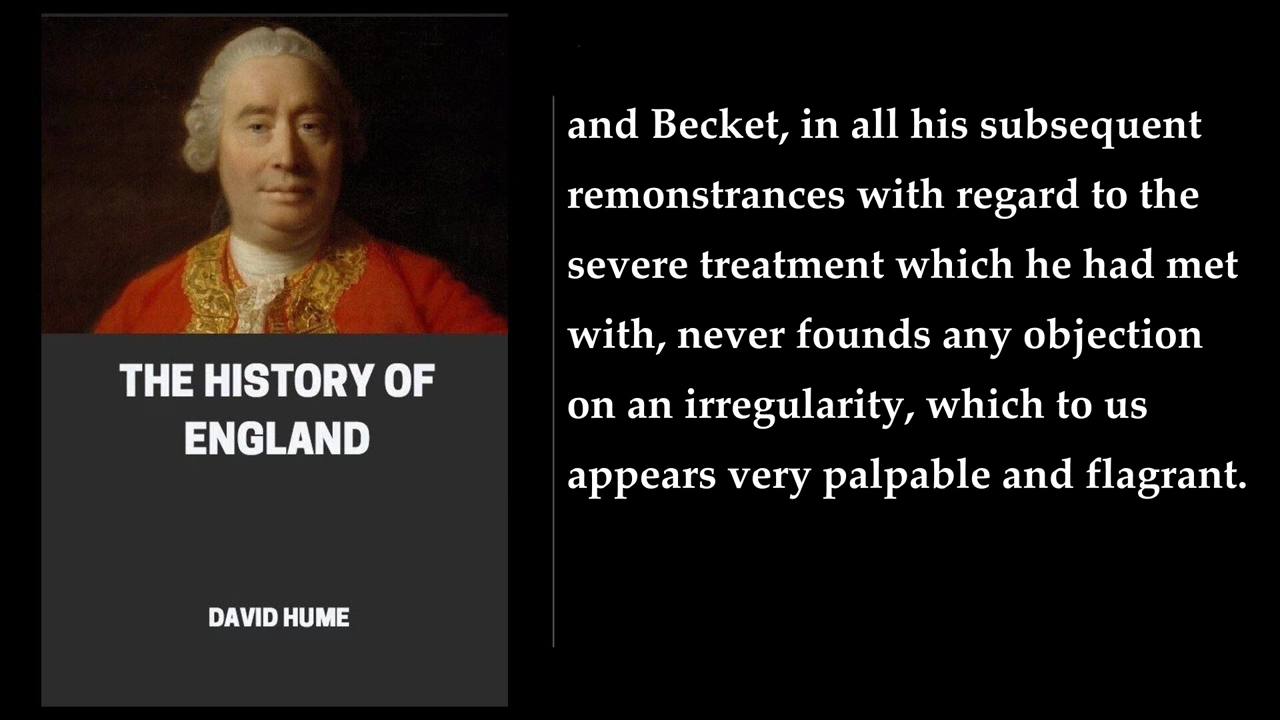 THE HISTORY OF
ENGLAND
DAVID HUME
and Becket, in all his subsequent
remonstrances with regard to the
severe treatment which he had met
with, never founds any objection
on an irregularity, which to us
appears very palpable and flagrant.